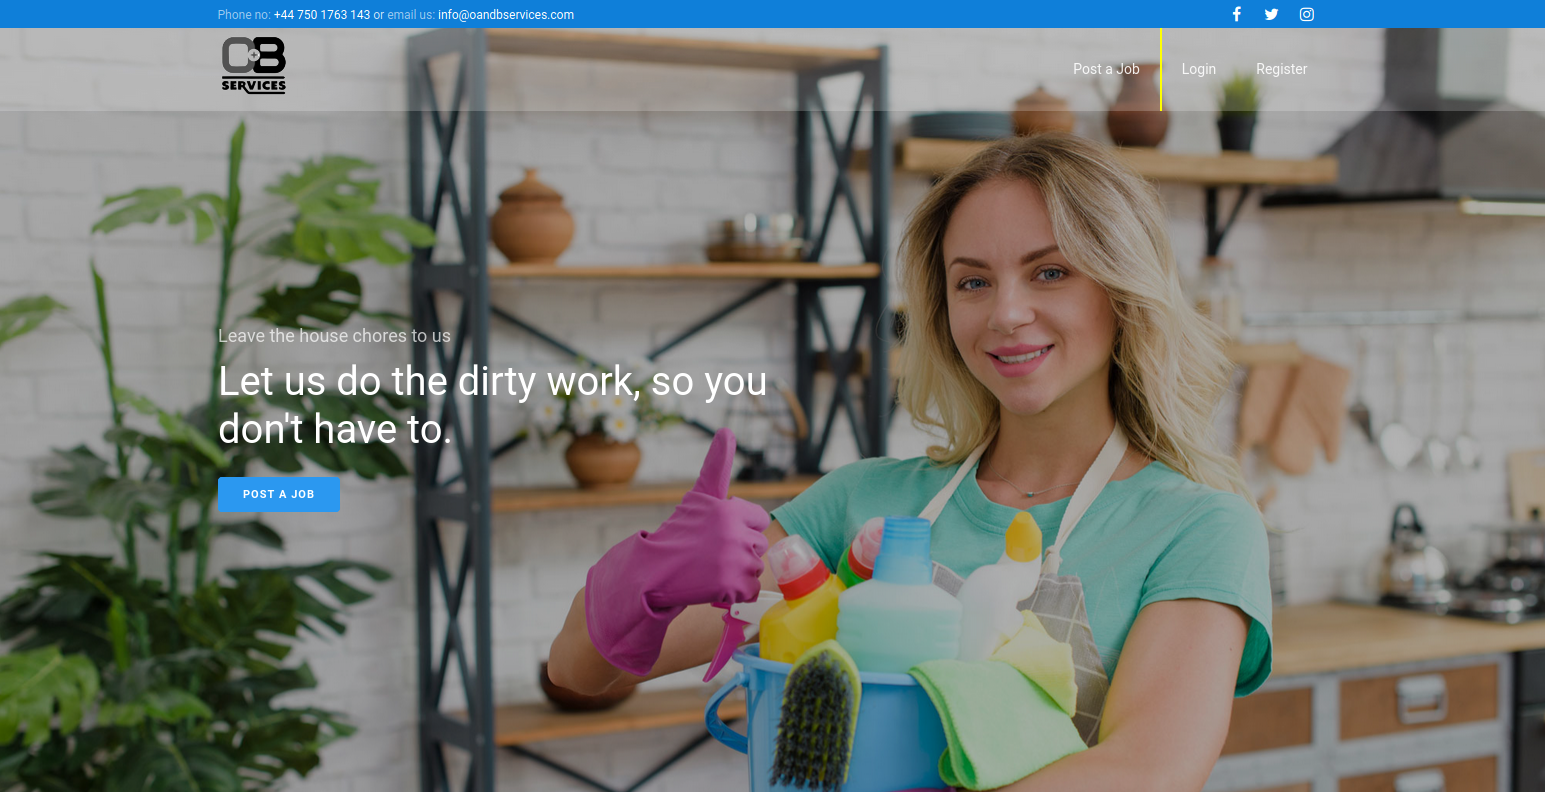 Phone no: +44 750 1763 143 or email us: info@oandbservices.com
O+B
SERVICES
Post a Job
Login
Register
Leave the house chores to us
Let us do the dirty work, so you
don't have to.
POST A JOB